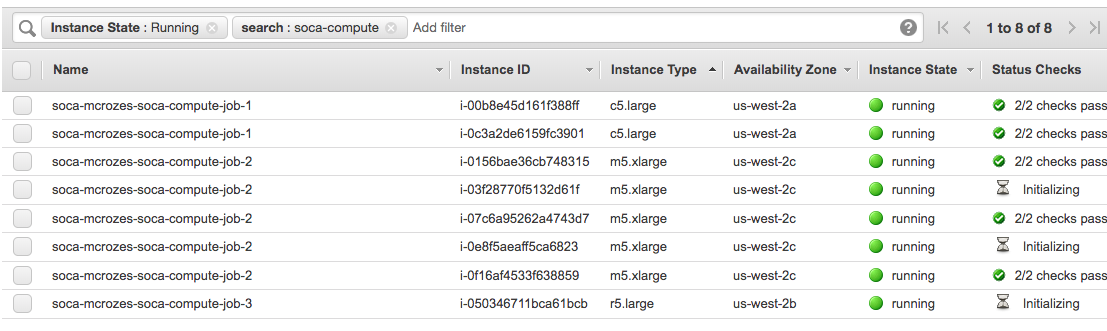 Instance State : Running search : soca-compute Add filter 1 to 8 of 8
Name Instance ID Instance Type Availability Zone Instance State Status Checks
soca-mcrozes-soca-compute-job-1 i-00b8e45d161f388ff c5.large us-west-2a running 2/2 checks pass
soca-mcrozes-soca-compute-job-1 i-0c3a2de6159fc3901 c5.large us-west-2a running 2/2 checks pass
soca-mcrozes-soca-compute-job-2 i-0156bae36cb748315 m5.xlarge us-west-2c running 2/2 checks pass
soca-mcrozes-soca-compute-job-2 i-03f28770f5132d61f m5.xlarge us-west-2c running Initializing
soca-mcrozes-soca-compute-job-2 i-07c6a95262a4743d7 m5.xlarge us-west-2c running 2/2 checks pass
soca-mcrozes-soca-compute-job-2 i-0e8f5aeaff5ca6823 m5.xlarge us-west-2c running Initializing
soca-mcrozes-soca-compute-job-2 i-0f16af4533f638859 m5.xlarge us-west-2c running 2/2 checks pass
soca-mcrozes-soca-compute-job-3 i-050346711bca61bcb r5.large us-west-2b running Initializing